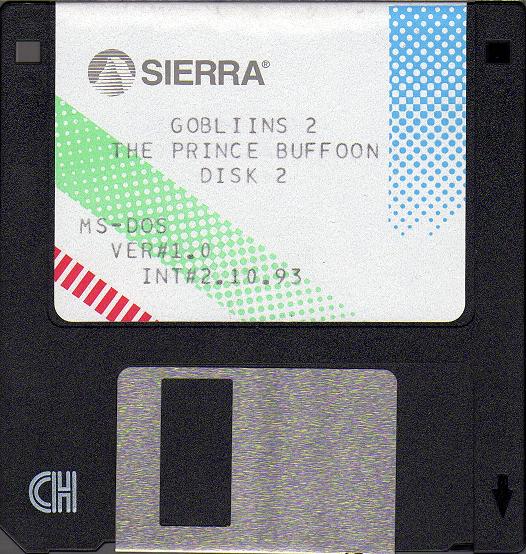 SIERRA®
GOBLIINS 2
THE PRINCE BUFFOON
DISK 2
MS-DOS
VER#1.0
INT#2.10.93
CH